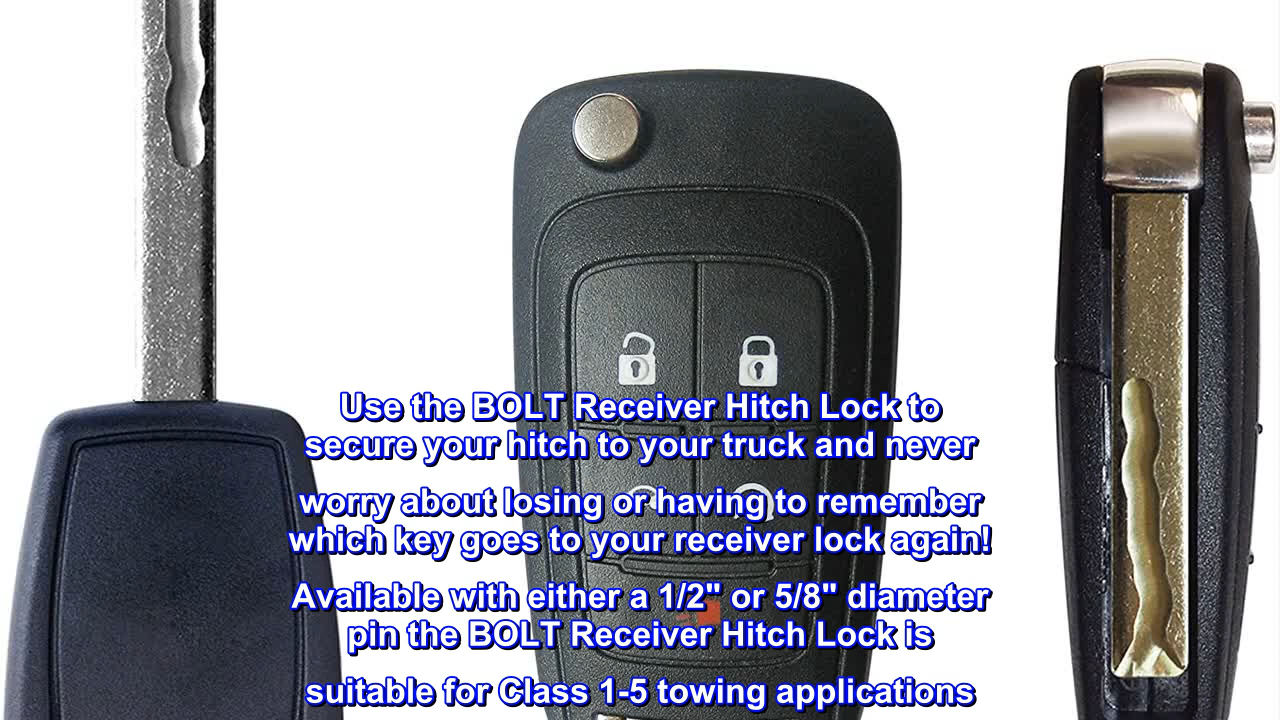 Use the BOLT Receiver Hitch Lock to
secure your hitch to your truck and never
worry about losing or having to remember
which key goes to your receiver lock again!
Available with either a 1/2" or 5/8" diameter
pin the BOLT Receiver Hitch Lock is
suitable for Class 1-5 towing applications